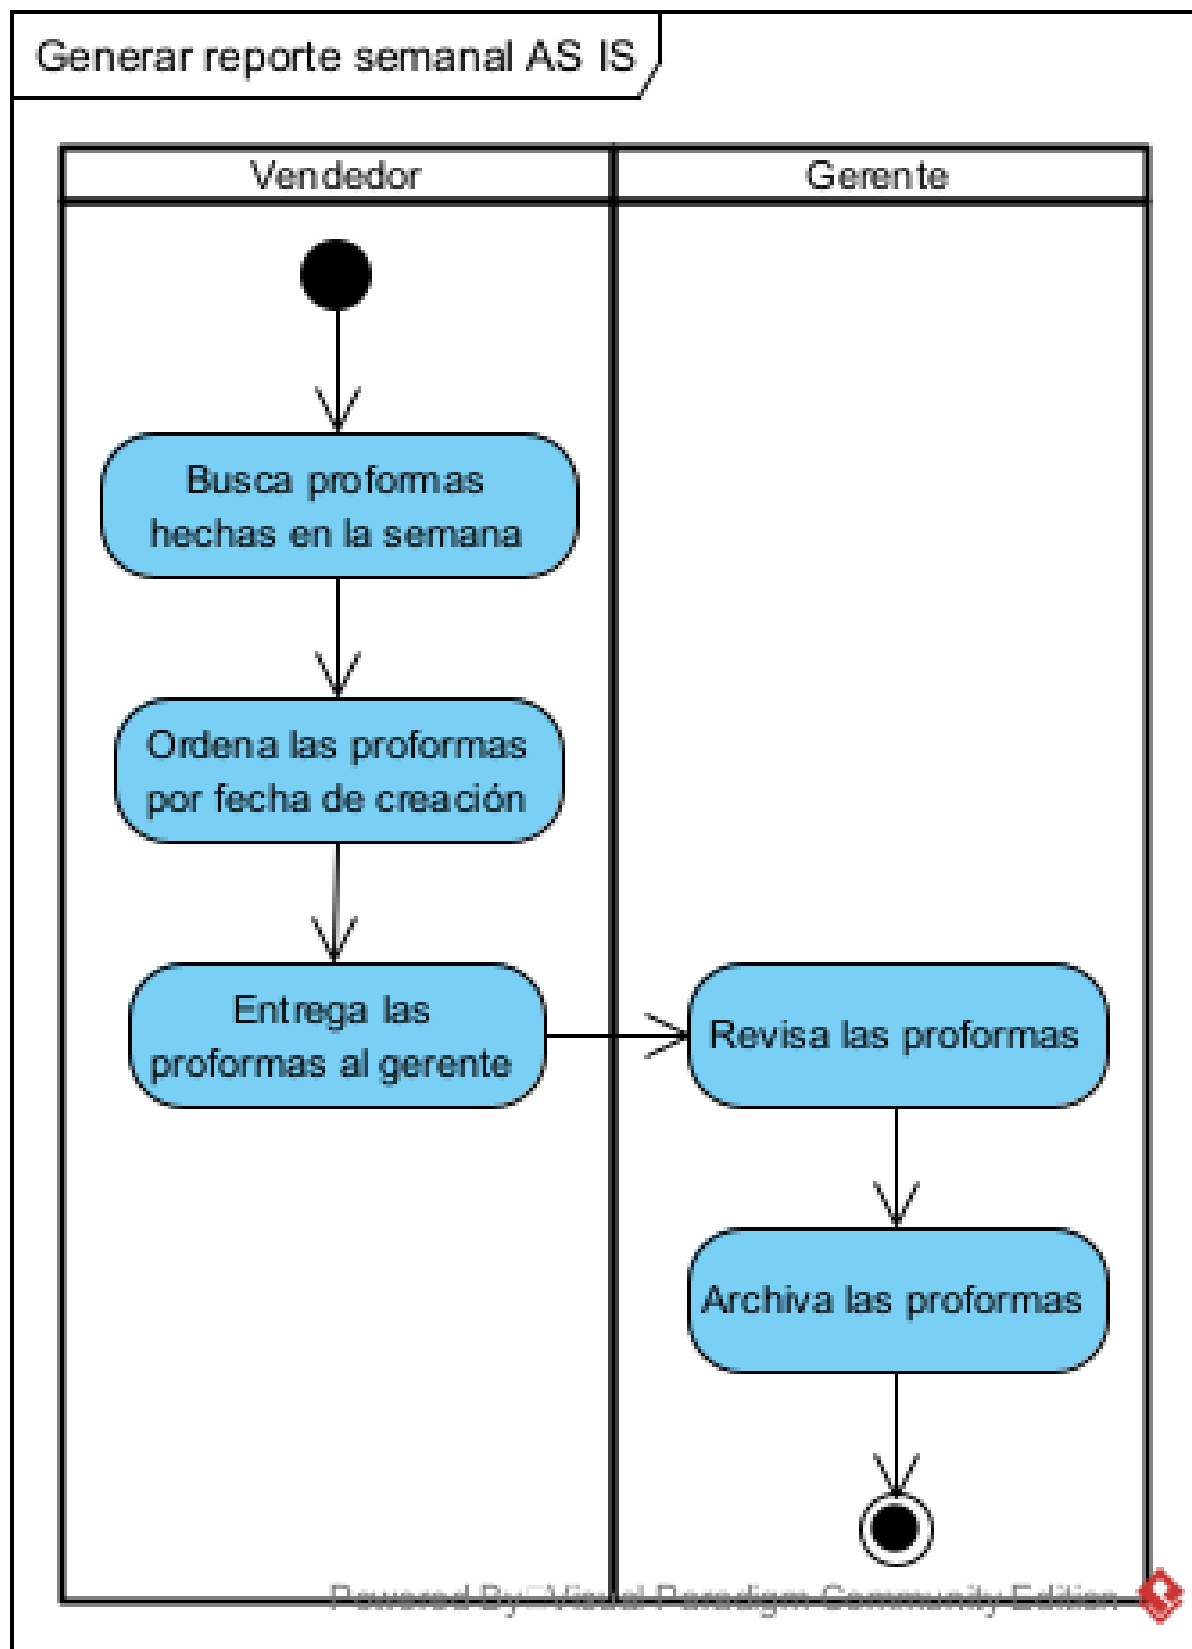 Generar reporte semanal AS IS
Vendedor
Gerente
Busca proformas
hechas en la semana
Ordena las proformas
por fecha de creación
Entrega las
proformas al gerente
Revisa las proformas
Archiva las proformas
Powered By Visual Paradigm Community Edition